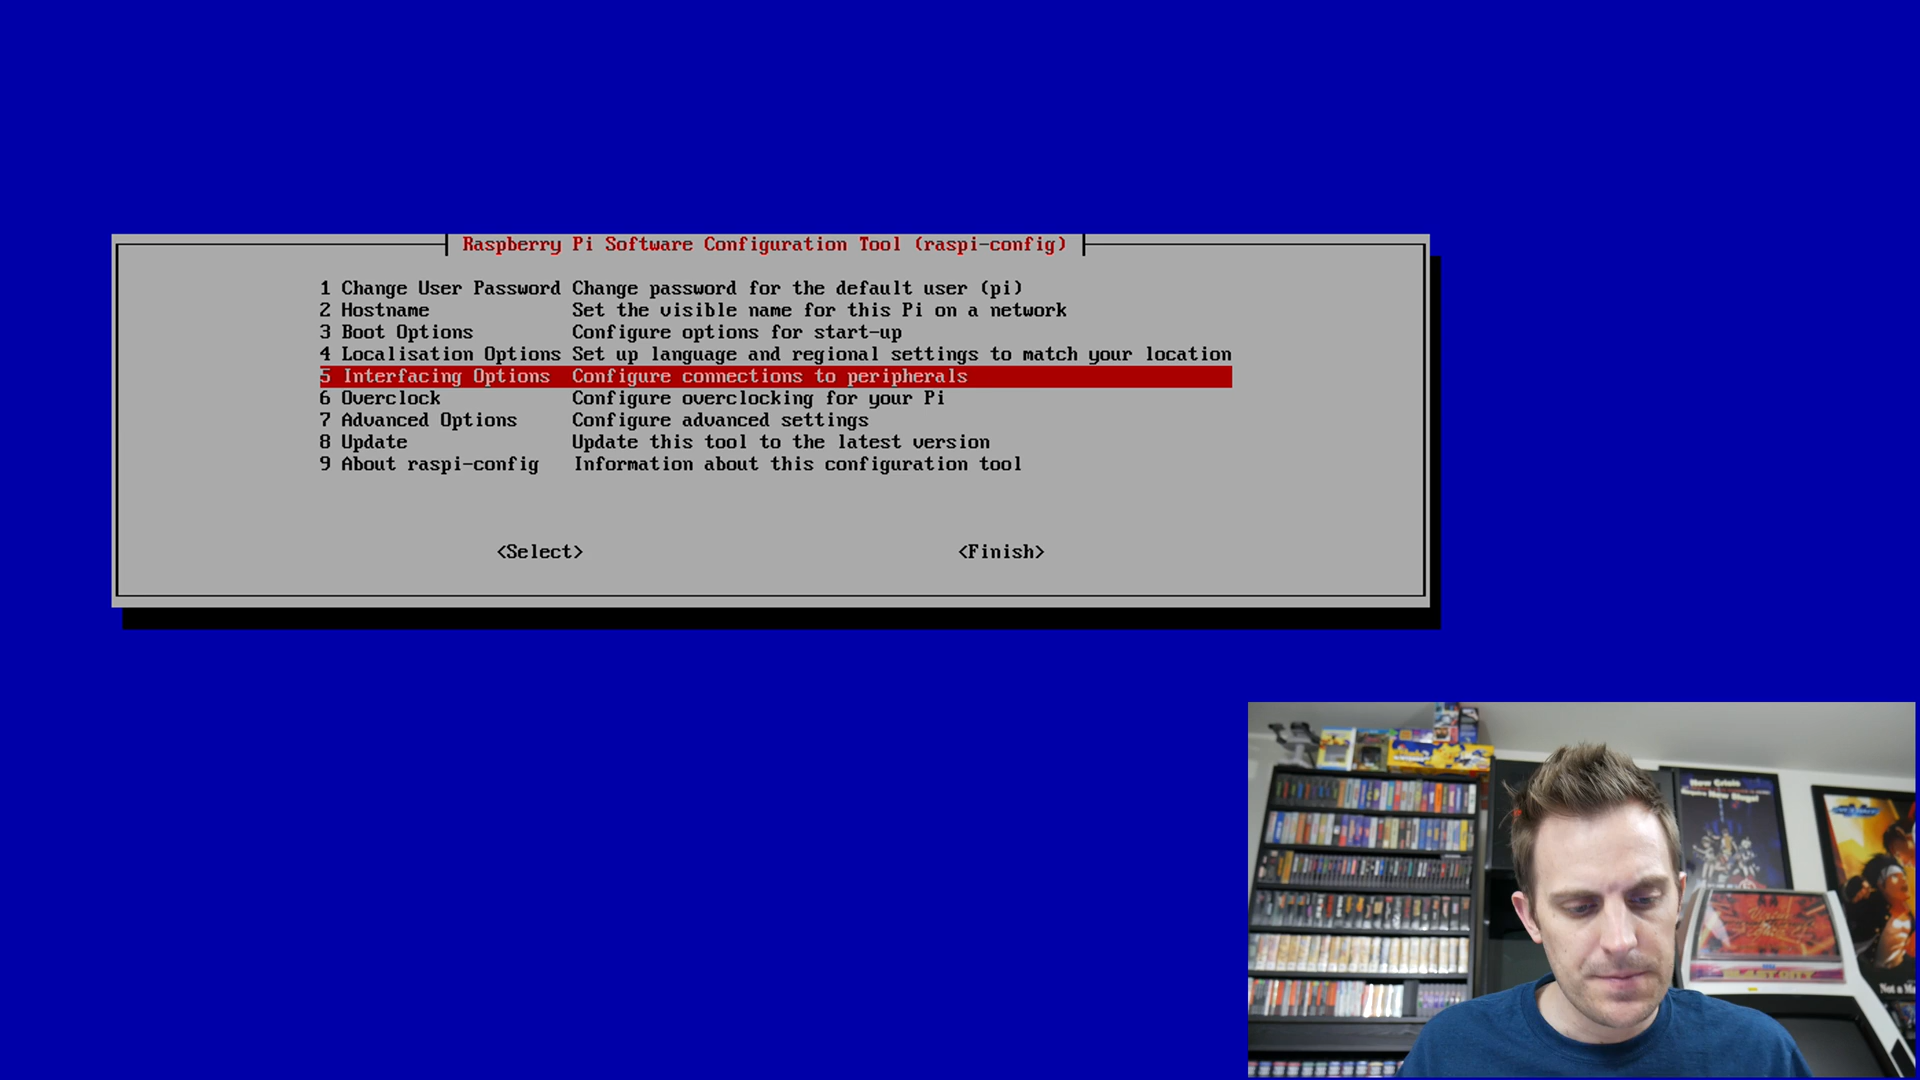 Raspberry Pi Software Configuration Tool (raspi-config)
1 Change User Password Change password for the default user (pi)
2 Hostname Set the visible name for this Pi on a network
3 Boot Options Configure options for start-up
4 Localisation Options Set up language and regional settings to match your location
5 Interfacing Options Configure connections to peripherals
6 Overclock Configure overclocking for your Pi
7 Advanced Options Configure advanced settings
8 Update Update this tool to the latest version
9 About raspi-config Information about this configuration tool
<Select> <Finish>
BLAST CITY
Not a